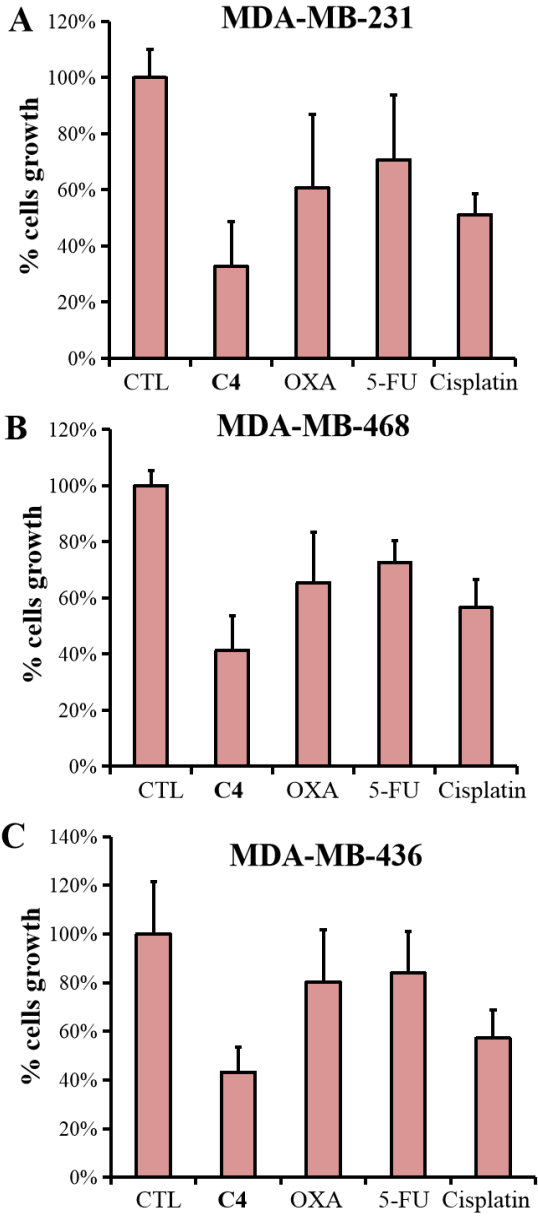 A
MDA-MB-231
% cells growth
120%
100%
80%
60%
40%
20%
0%
CTL C4 OXA 5-FU Cisplatin
B
MDA-MB-468
% cells growth
120%
100%
80%
60%
40%
20%
0%
CTL C4 OXA 5-FU Cisplatin
C
MDA-MB-436
% cells growth
140%
120%
100%
80%
60%
40%
20%
0%
CTL C4 OXA 5-FU Cisplatin